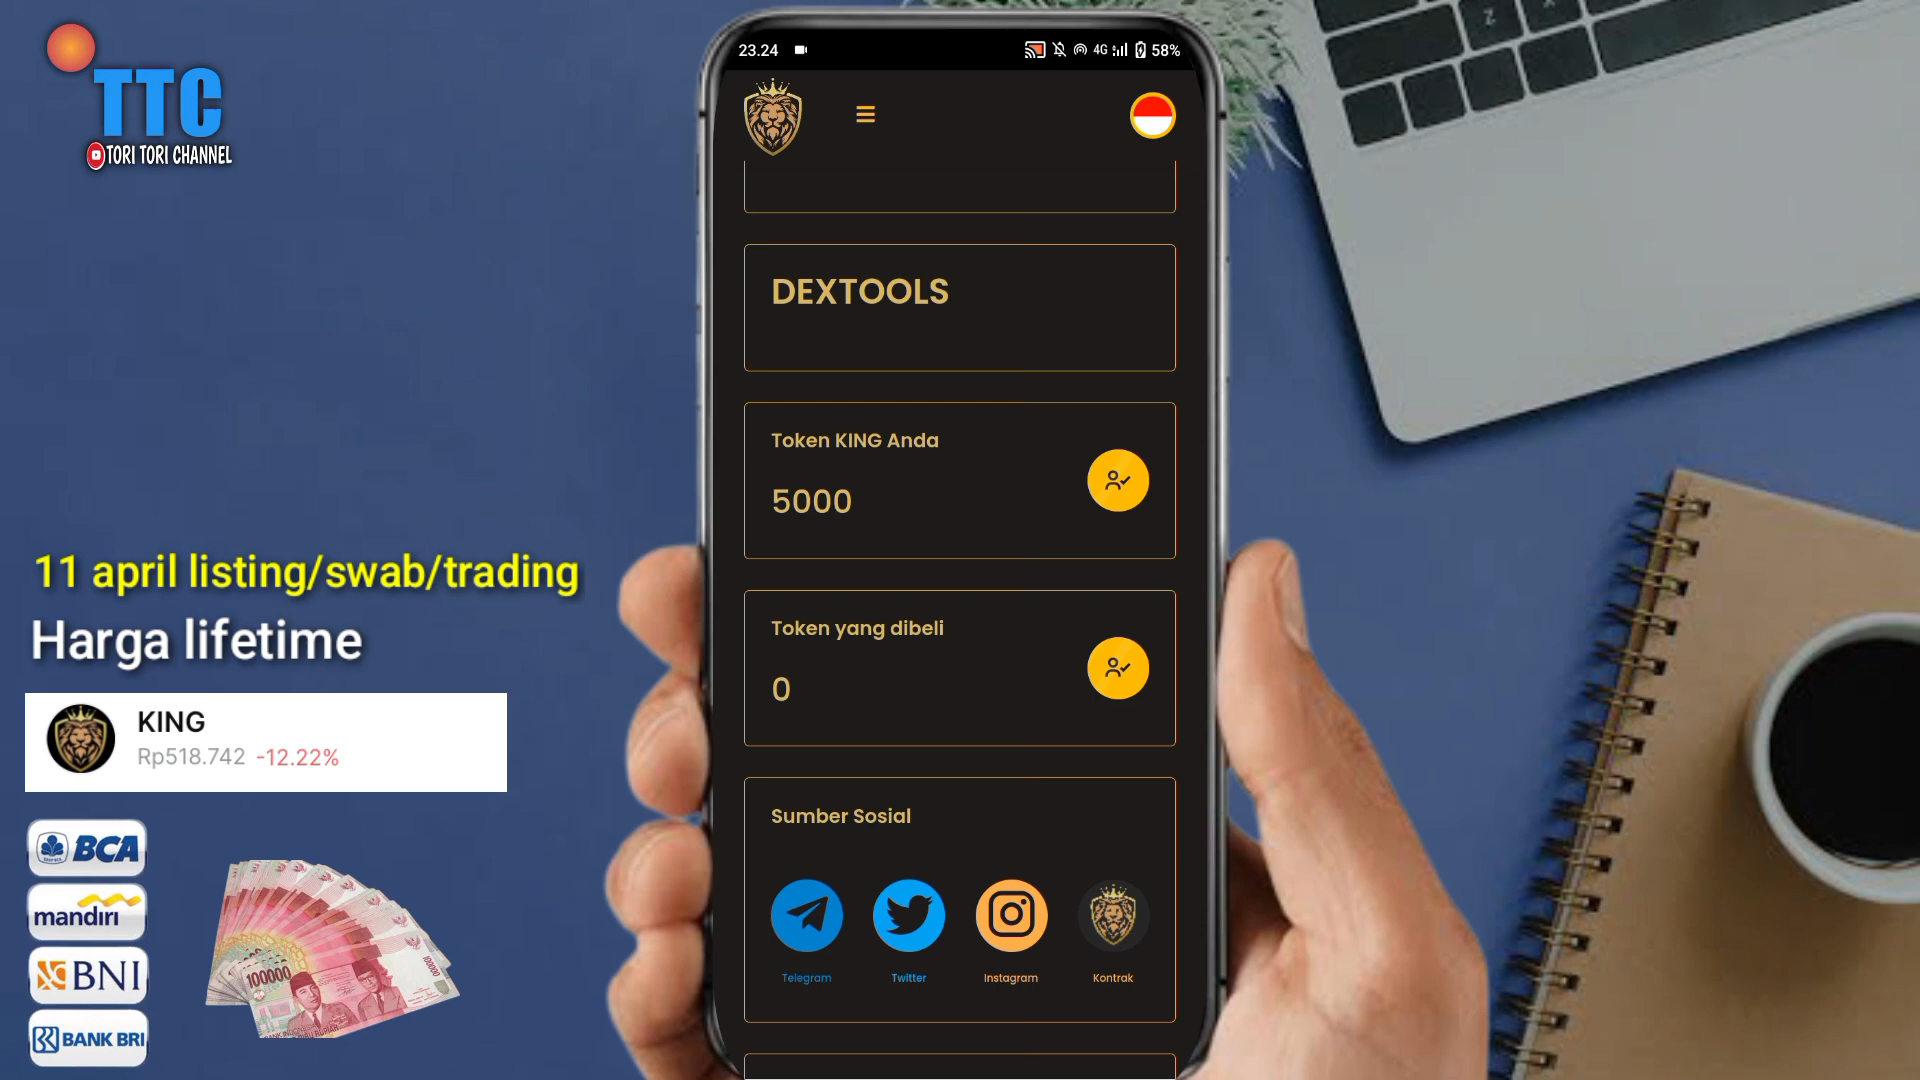 TTC
TORI TORI CHANNEL
11 april listing/swab/trading
Harga lifetime
KING
Rp518.742 -12.22%
BCA
mandiri
BNI
BANK BRI
100000
100000
23.24
4G
58%
DEXTOOLS
Token KING Anda
5000
Token yang dibeli
0
Sumber Sosial
Telegram
Twitter
Instagram
Kontrak
Z